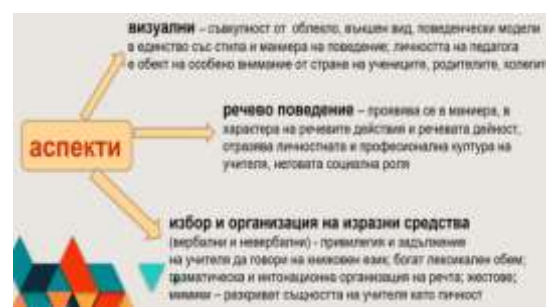 визуални – съвкупност от облекло, външен вид, поведенчески модели
в единство със стила и маниера на поведение; личността на педагога
е обект на особено внимание от страна на учениците, родителите, колегите
речево поведение – проявява се в маниера, в
характера на речевите действия и речевата дейност,
отразява личностната и професионална култура на
учителя, неговата социална роля
аспекти
избор и организация на изразни средства
(вербални и невербални) - привилегия и задължение
на учителя да говори на книжовен език; богат лексикален обем;
граматическа и интонационна организация на речта; жестове;
мимики – разкриват същността на учителя като личност